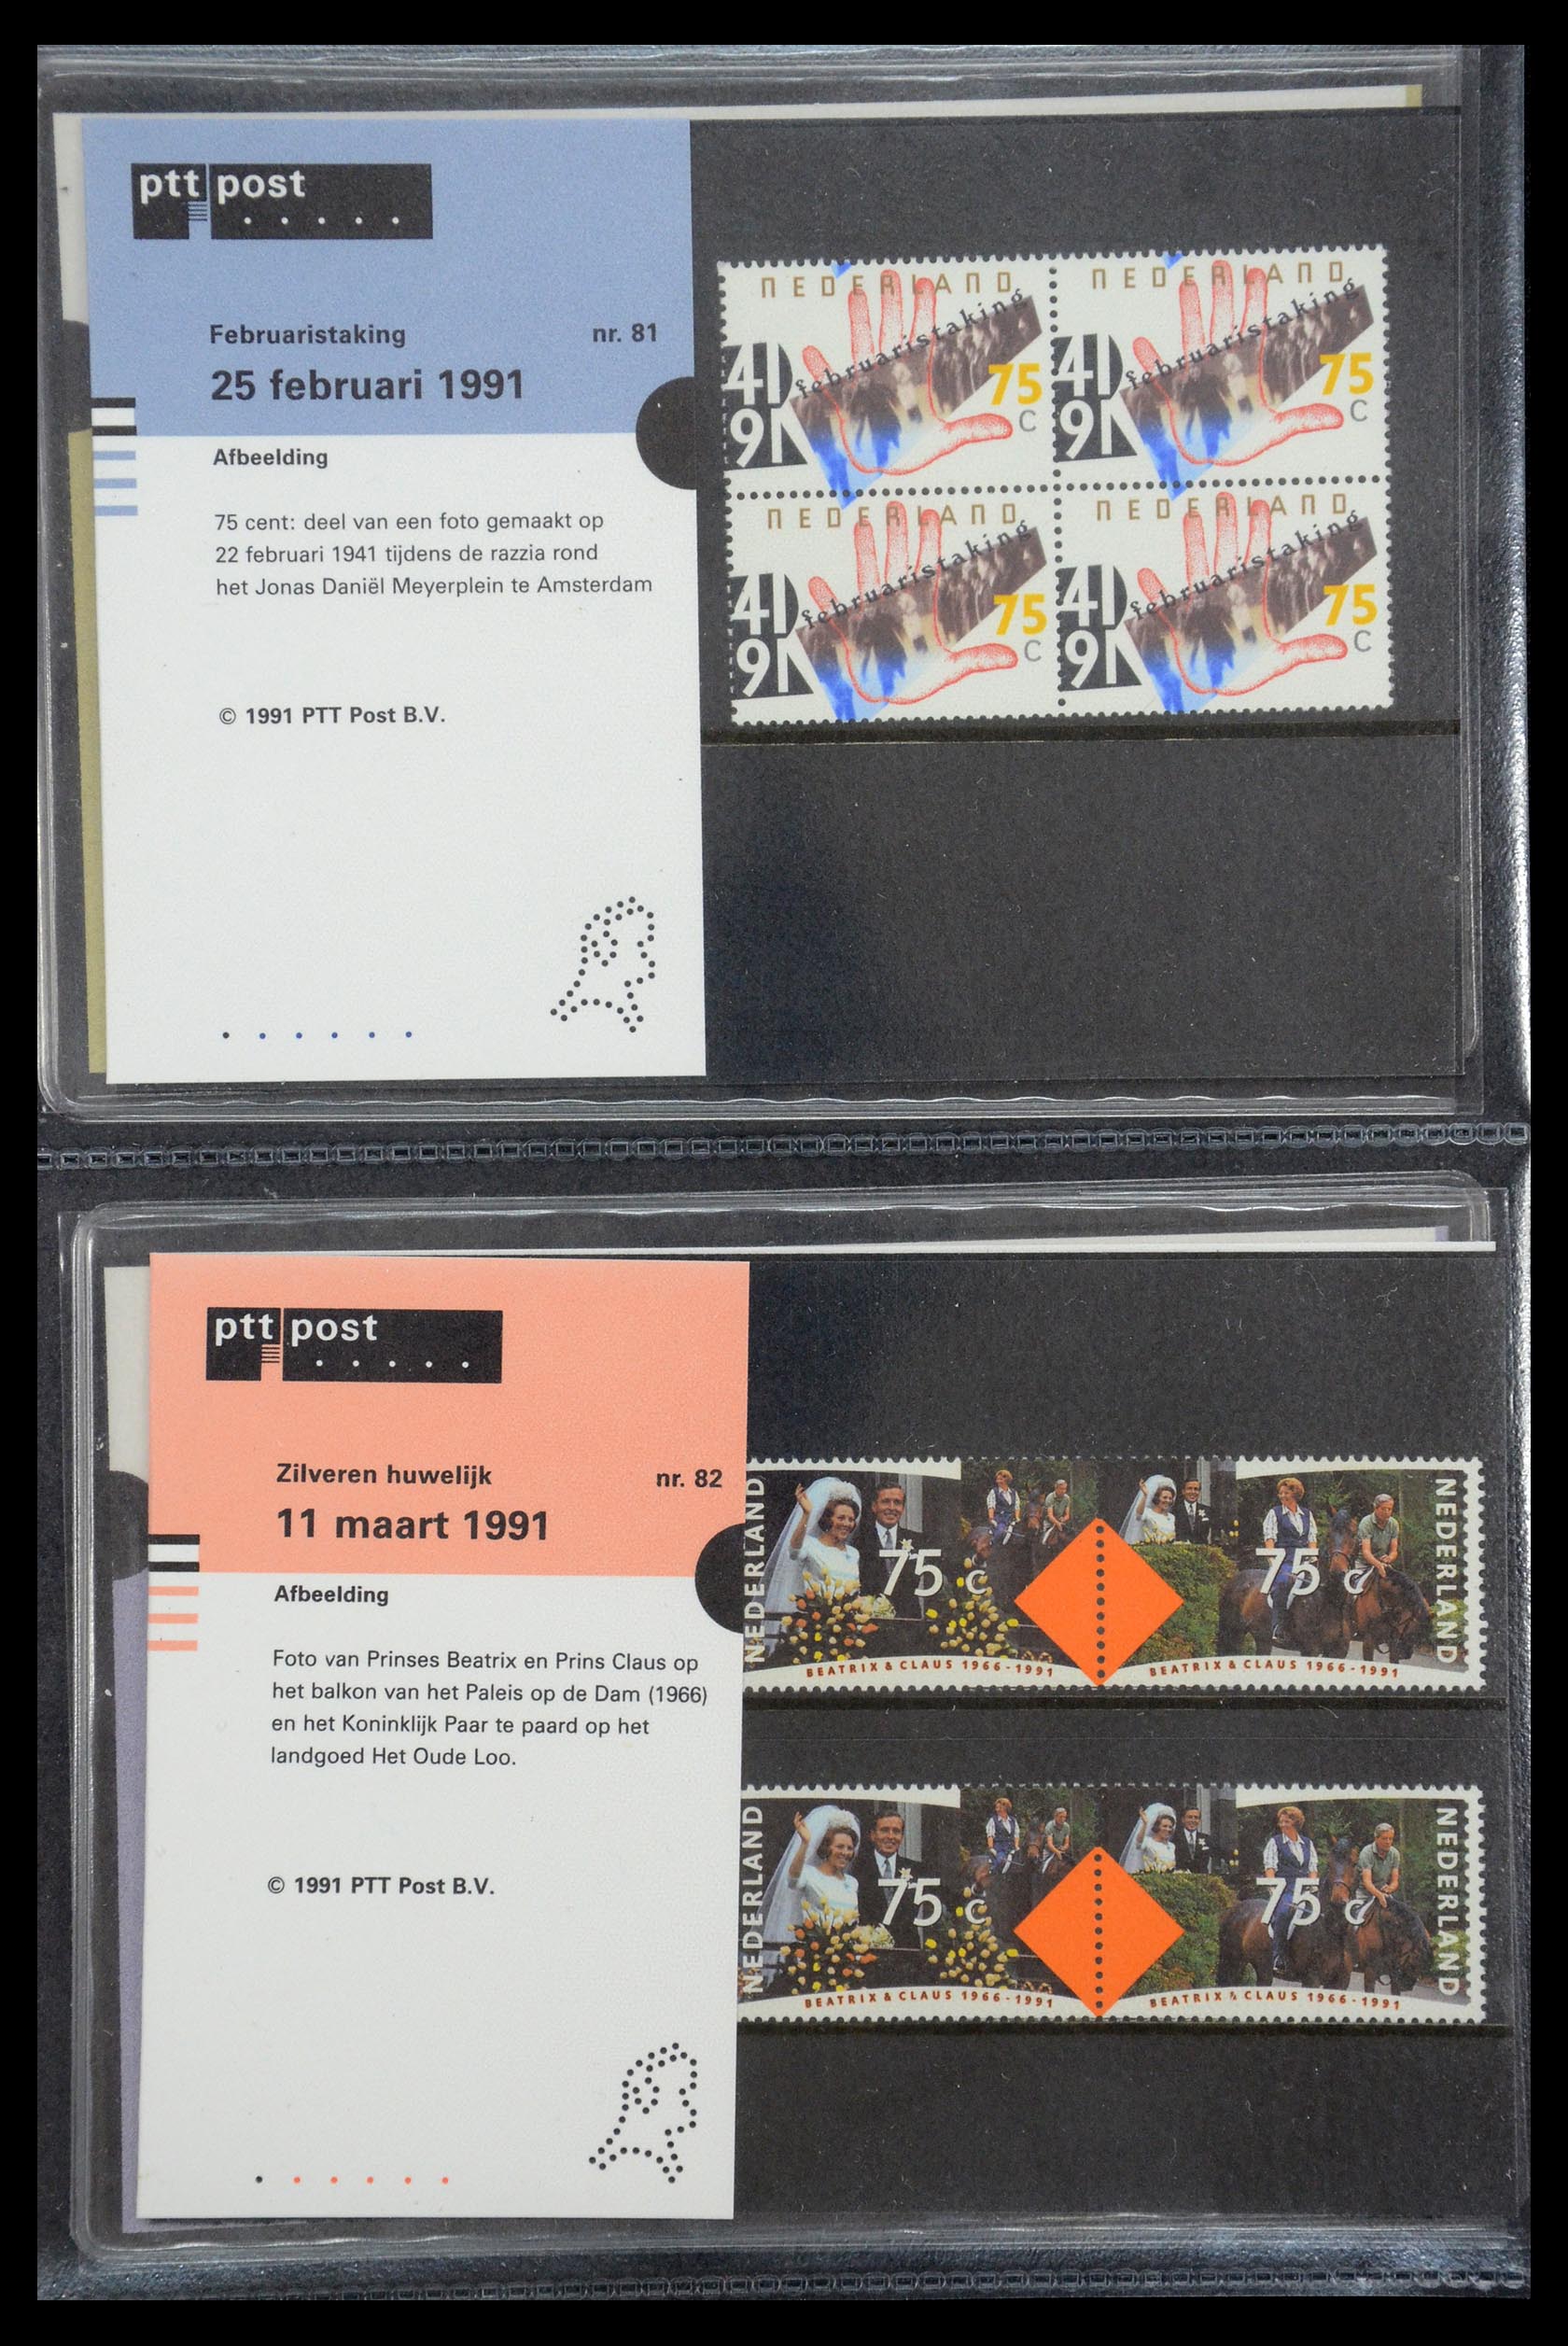 ptt post
Februaristaking nr. 81
25 februari 1991
Afbeelding
75 cent: deel van een foto gemaakt op
22 februari 1941 tijdens de razzia rond
het Jonas Daniël Meyerplein te Amsterdam
© 1991 PTT Post B.V.
NEDERLAND
februaristaking
41
91
75
C
NEDERLAND
februaristaking
41
91
75
C
NEDERLAND
februaristaking
41
91
75
C
NEDERLAND
februaristaking
41
91
75
C
ptt post
Zilveren huwelijk nr. 82
11 maart 1991
Afbeelding
Foto van Prinses Beatrix en Prins Claus op
het balkon van het Paleis op de Dam (1966)
en het Koninklijk Paar te paard op het
landgoed Het Oude Loo.
© 1991 PTT Post B.V.
NEDERLAND
75 c
BEATRIX & CLAUS 1966-1991
75 c
BEATRIX & CLAUS 1966-1991
NEDERLAND
NEDERLAND
75 c
BEATRIX & CLAUS 1966-1991
75 c
BEATRIX & CLAUS 1966-1991
NEDERLAND